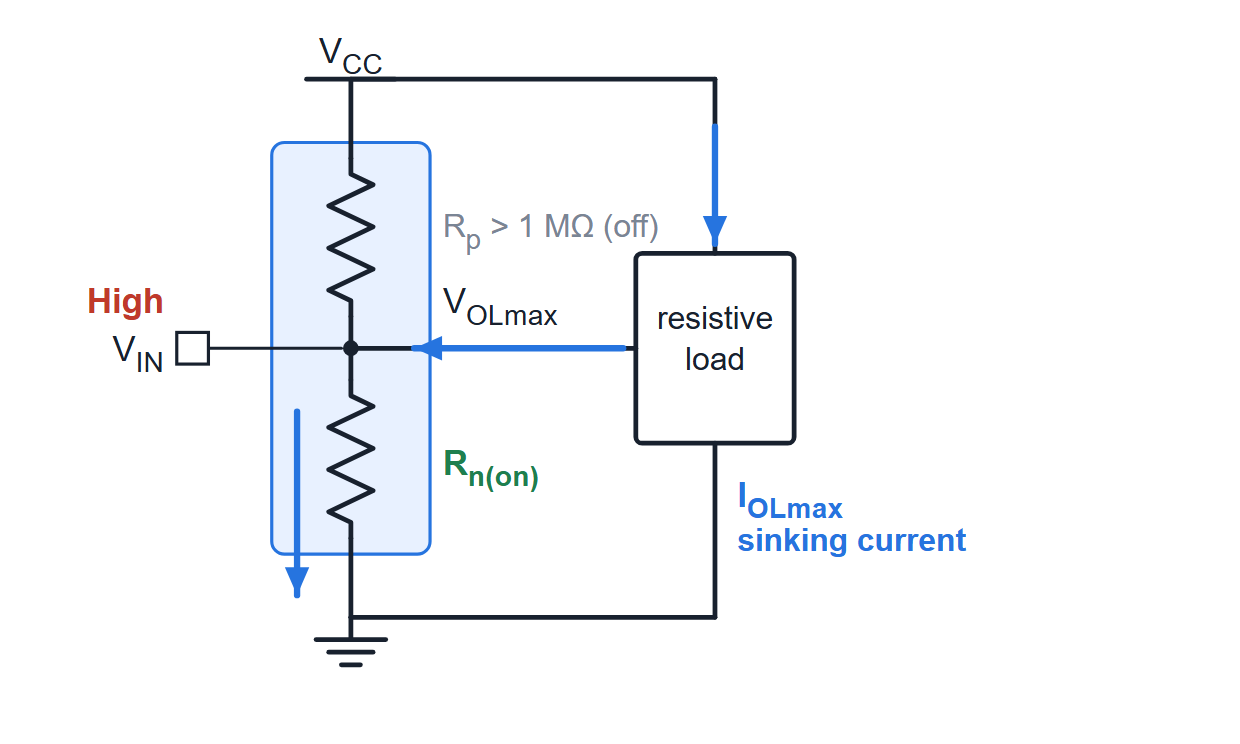 VCC
Rp > 1 MΩ (off)
High
VIN
VOLmax
resistive
load
Rn(on)
IOLmax
sinking current